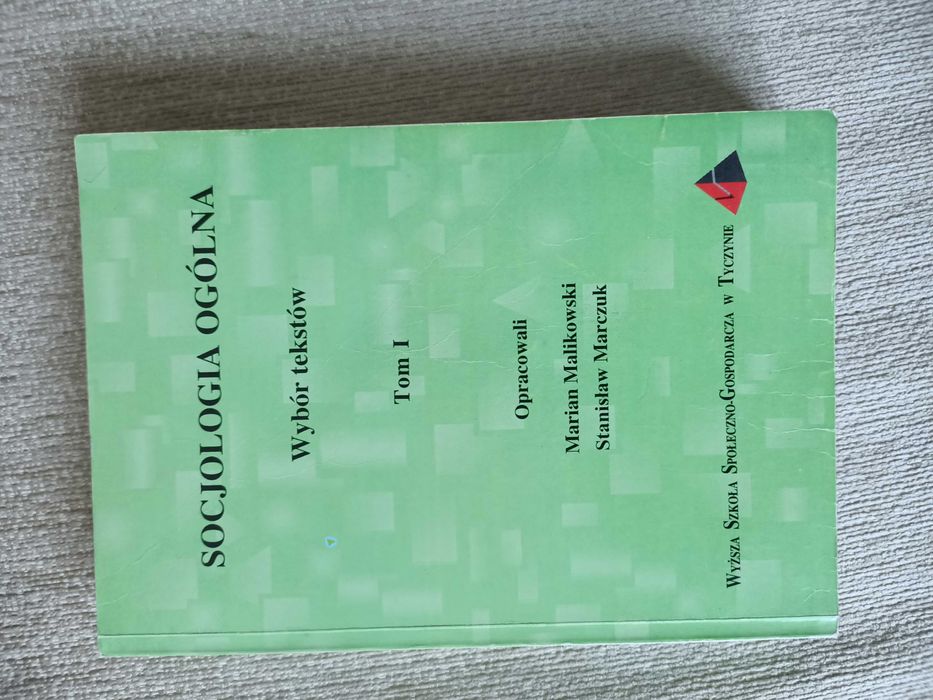 SOCJOLOGIA OGÓLNA
Wybór tekstów
Tom I
Opracowali
Marian Malikowski
Stanisław Marczuk
Wyższa Szkoła Społeczno-Gospodarcza w Tyczynie